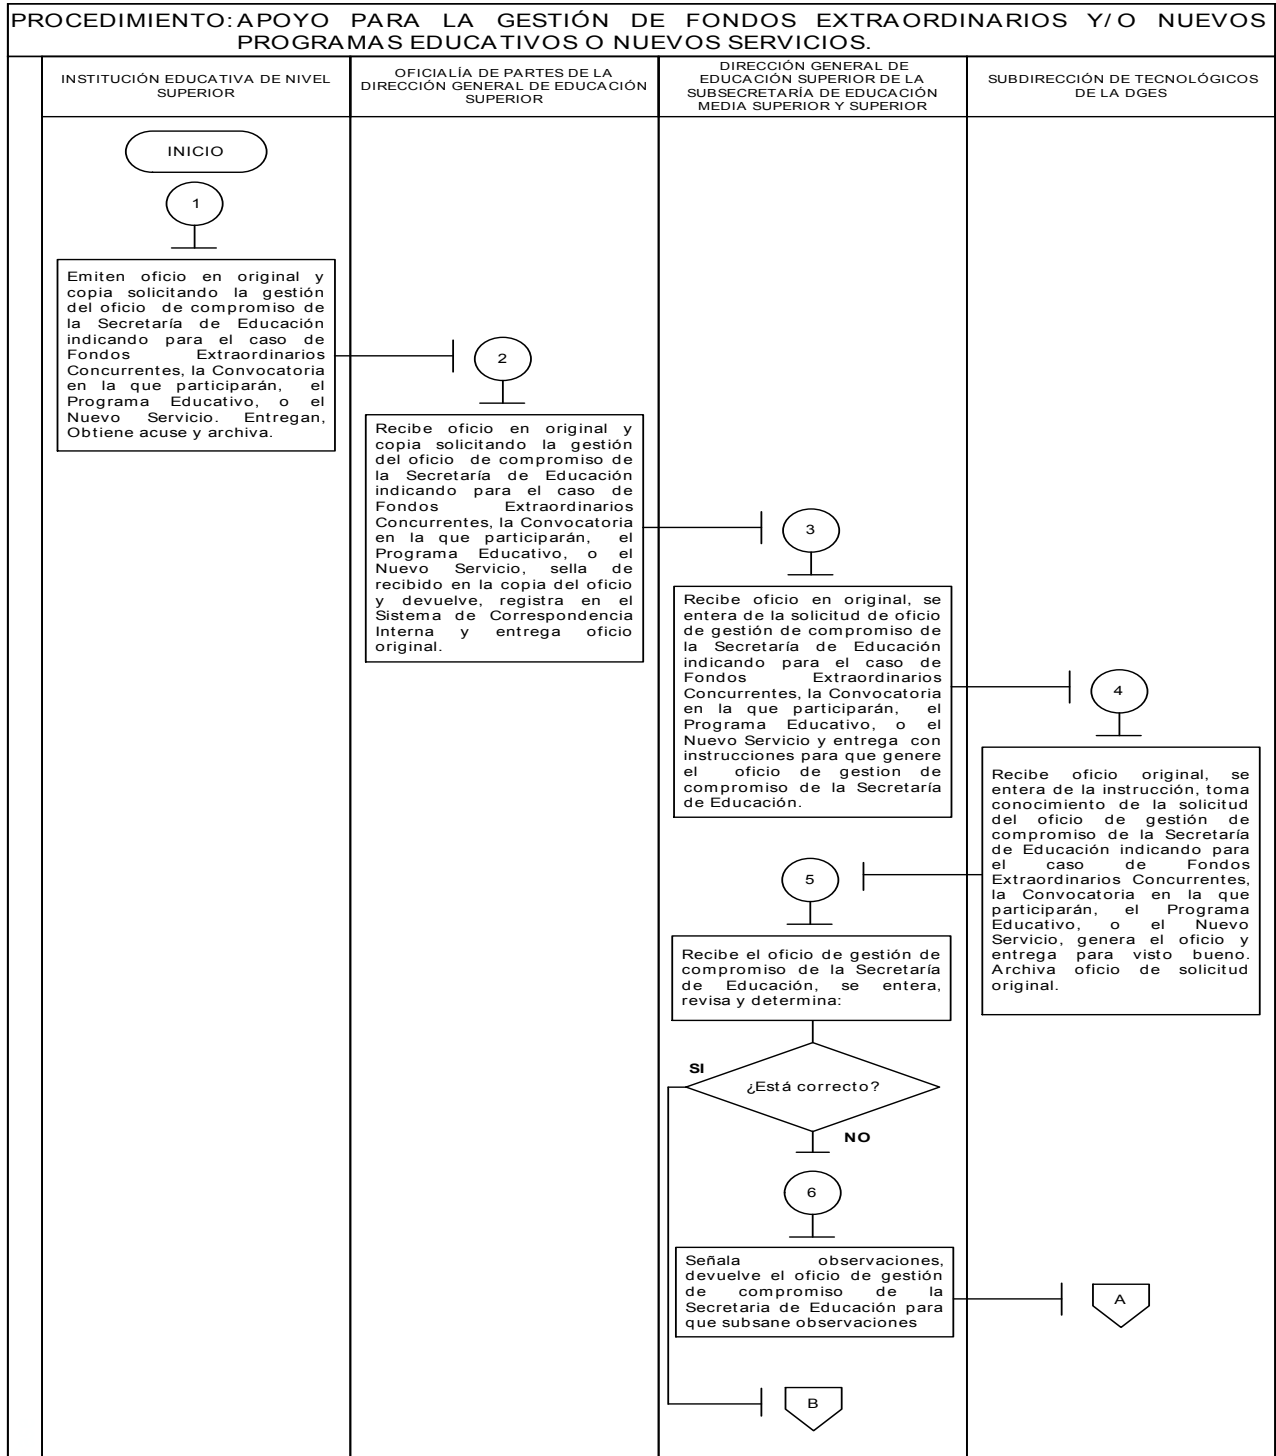 PROCEDIMIENTO: APOYO PARA LA GESTIÓN DE FONDOS EXTRAORDINARIOS Y/O NUEVOS
PROGRAMAS EDUCATIVOS O NUEVOS SERVICIOS.
INSTITUCIÓN EDUCATIVA DE NIVEL
SUPERIOR
OFICIALÍA DE PARTES DE LA
DIRECCIÓN GENERAL DE EDUCACIÓN
SUPERIOR
DIRECCIÓN GENERAL DE
EDUCACIÓN SUPERIOR DE LA
SUBSECRETARÍA DE EDUCACIÓN
MEDIA SUPERIOR Y SUPERIOR
SUBDIRECCIÓN DE TECNOLÓGICOS
DE LA DGES
INICIO
1
Emiten oficio en original y
copia solicitando la gestión
del oficio de compromiso de
la Secretaría de Educación
indicando para el caso de
Fondos Extraordinarios
Concurrentes, la Convocatoria
en la que participarán, el
Programa Educativo, o el
Nuevo Servicio. Entregan,
Obtiene acuse y archiva.
2
Recibe oficio en original y
copia solicitando la gestión
del oficio de compromiso de
la Secretaría de Educación
indicando para el caso de
Fondos Extraordinarios
Concurrentes, la Convocatoria
en la que participarán, el
Programa Educativo, o el
Nuevo Servicio, sella de
recibido en la copia del oficio
y devuelve, registra en el
Sistema de Correspondencia
Interna y entrega oficio
original.
3
Recibe oficio en original, se
entera de la solicitud de oficio
de gestión de compromiso de
la Secretaría de Educación
indicando para el caso de
Fondos Extraordinarios
Concurrentes, la Convocatoria
en la que participarán, el
Programa Educativo, o el
Nuevo Servicio y entrega con
instrucciones para que genere
el oficio de gestion de
compromiso de la Secretaría
de Educación.
4
Recibe oficio original, se
entera de la instrucción, toma
conocimiento de la solicitud
del oficio de gestión de
compromiso de la Secretaría
de Educación indicando para
el caso de Fondos
Extraordinarios Concurrentes,
la Convocatoria en la que
participarán, el Programa
Educativo, o el Nuevo
Servicio, genera el oficio y
entrega para visto bueno.
Archiva oficio de solicitud
original.
5
Recibe el oficio de gestión de
compromiso de la Secretaría
de Educación, se entera,
revisa y determina:
SI
¿Está correcto?
NO
6
Señala observaciones,
devuelve el oficio de gestión
de compromiso de la
Secretaria de Educación para
que subsane observaciones
A
B